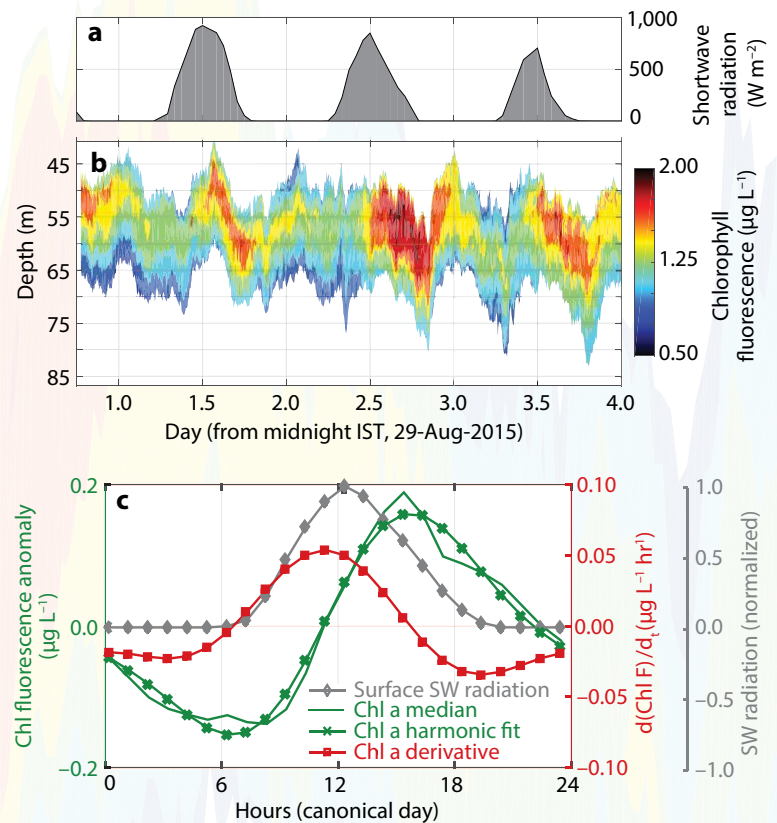 a
1,000
500
0
Shortwave
radiation
(W m−2)
b
45
55
65
75
85
Depth (m)
2.00
1.25
0.50
Chlorophyll
fluorescence (µg L−1)
1.0 1.5 2.0 2.5 3.0 3.5 4.0
Day (from midnight IST, 29-Aug-2015)
c
0.2
0.0
−0.2
Chl fluorescence anomaly
(µg L−1)
0.10
0.05
0.00
−0.05
−0.10
d(Chl F)/dt (µg L−1 hr1)
1.0
0.5
0.0
−0.5
−1.0
SW radiation (normalized)
Surface SW radiation
Chl a median
Chl a harmonic fit
Chl a derivative
0 6 12 18 24
Hours (canonical day)